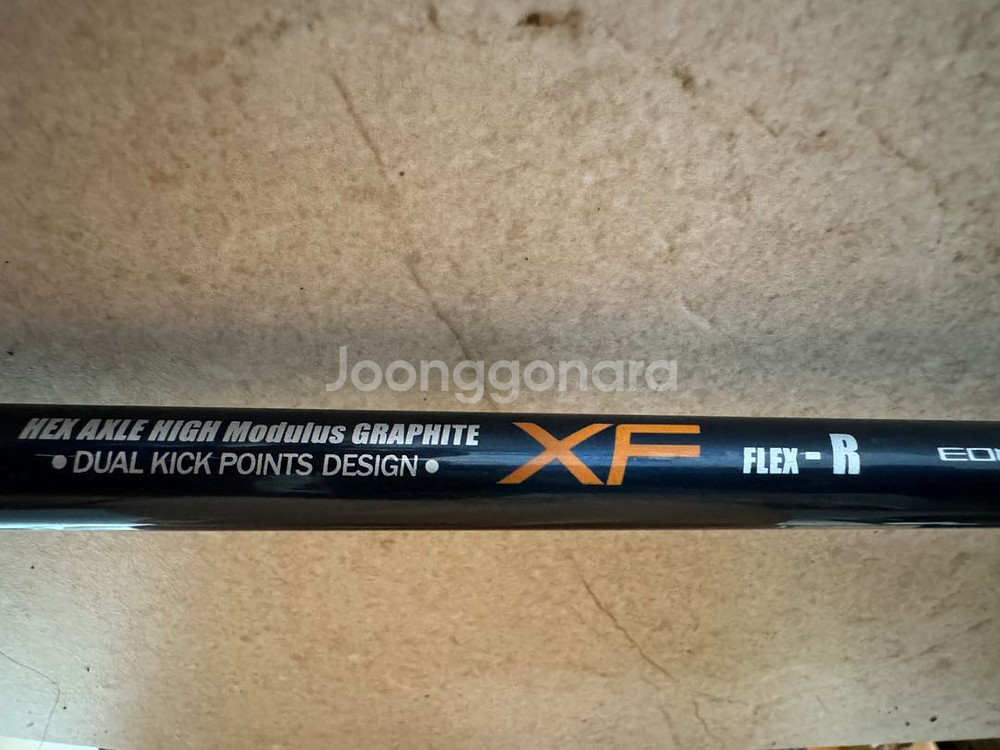 Joonggonara
HEX AXLE HIGH Modulus GRAPHITE
• DUAL KICK POINTS DESIGN •
XF
FLEX - R